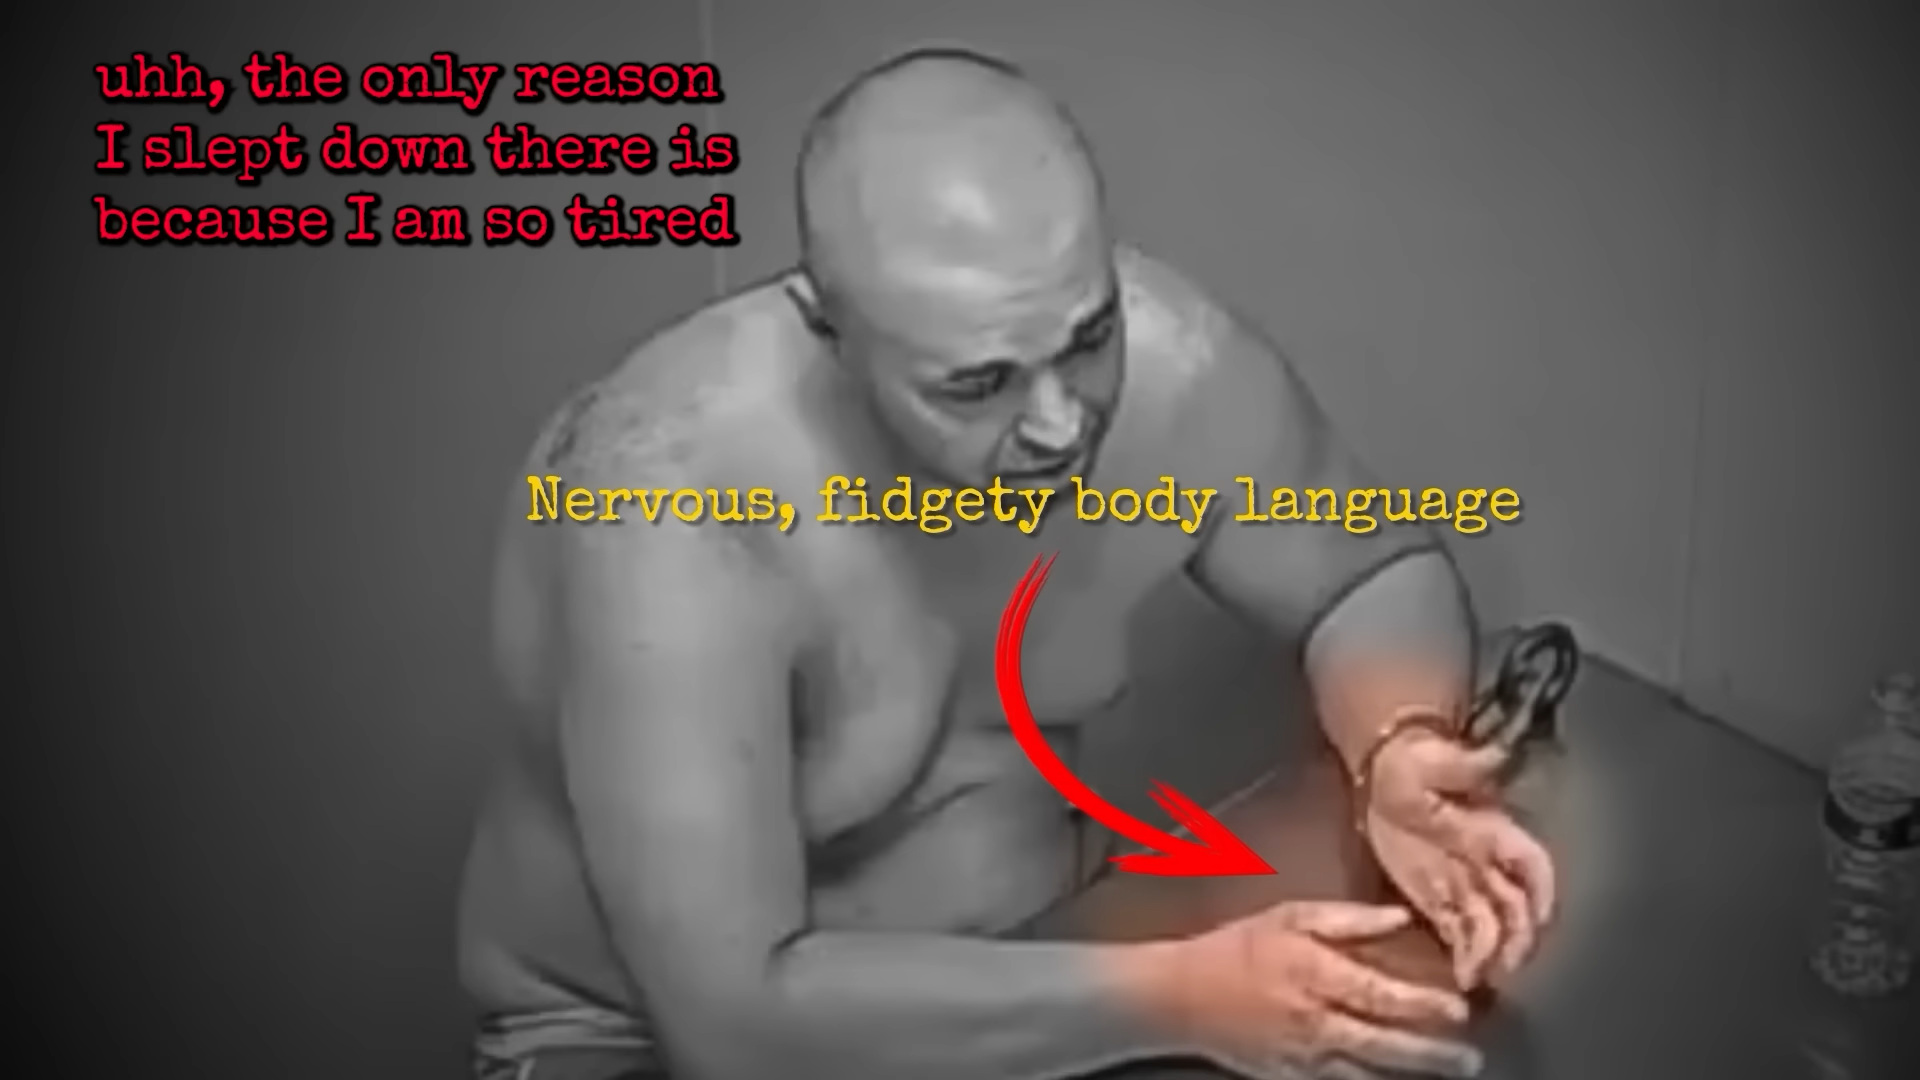 uhh, the only reason
I slept down there is
because I am so tired
Nervous, fidgety body language